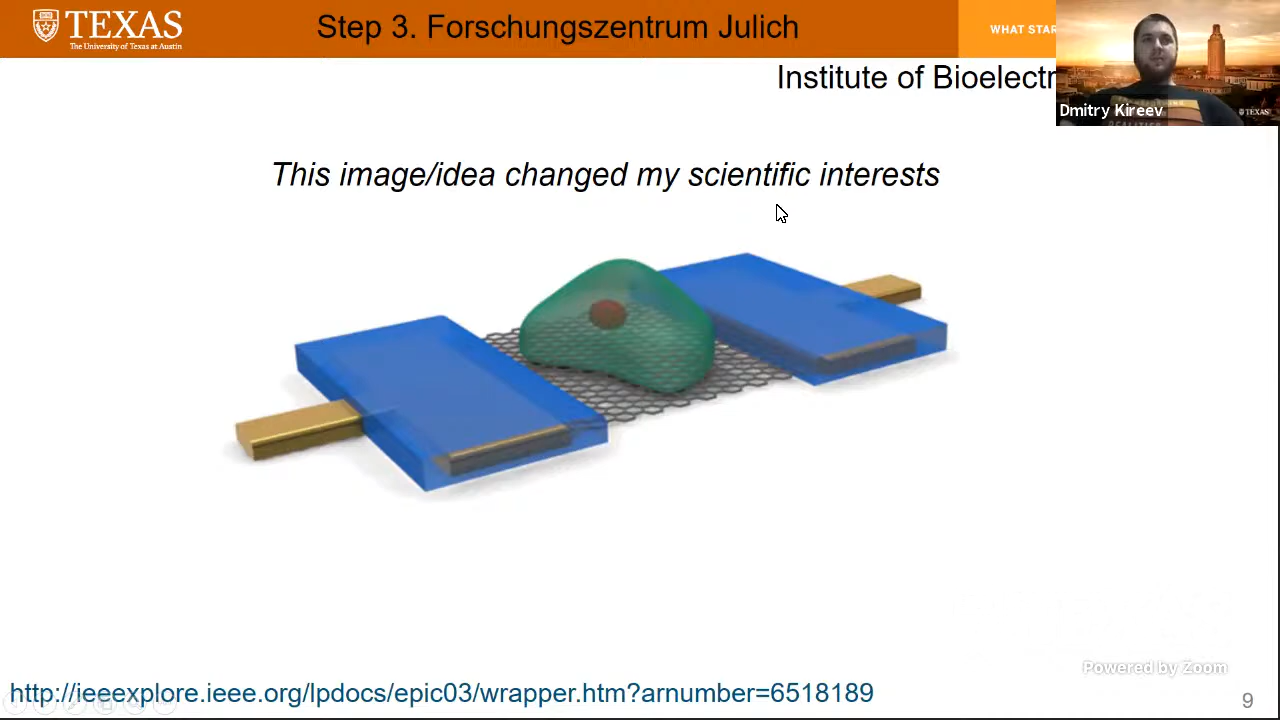 TEXAS
The University of Texas at Austin
Step 3. Forschungszentrum Julich
WHAT STAR
Institute of Bioelectr
Dmitry Kireev
TEXAS
This image/idea changed my scientific interests
Powered by Zoom
http://ieeexplore.ieee.org/lpdocs/epic03/wrapper.htm?arnumber=6518189
9